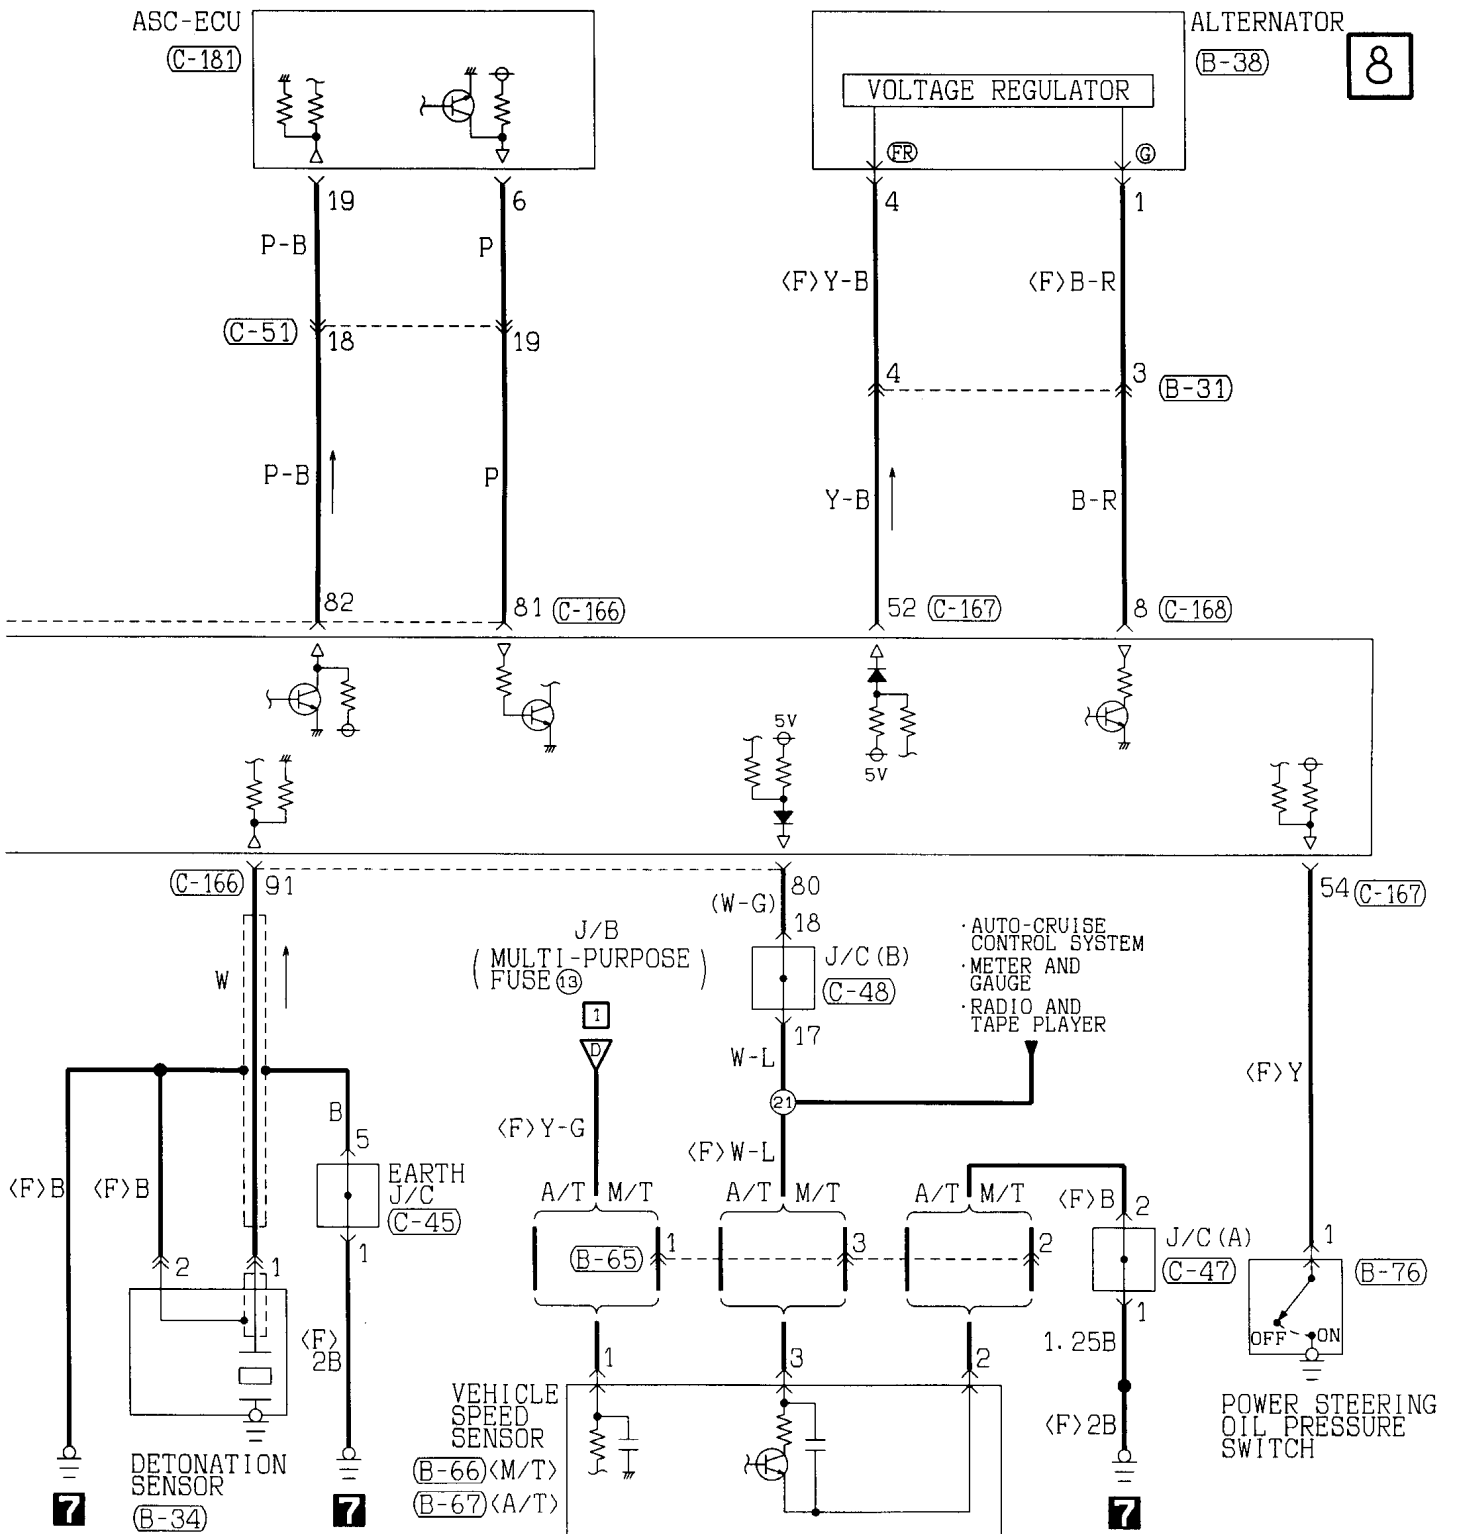 ASC-ECU
(C-181)
ALTERNATOR
(B-38)
8
VOLTAGE REGULATOR
FR
G
19
6
4
1
P-B
P
<F>Y-B
<F>B-R
(C-51)
18
19
4
3
(B-31)
P-B
P
Y-B
B-R
82
81
(C-166)
52
(C-167)
8
(C-168)
5V
5V
(C-166)
91
80
54
(C-167)
(W-G)
18
J/B
(MULTI-PURPOSE
FUSE 13)
1
D
J/C(B)
(C-48)
·AUTO-CRUISE
CONTROL SYSTEM
·METER AND
GAUGE
·RADIO AND
TAPE PLAYER
W
17
W-L
21
<F>Y
B
5
<F>Y-G
<F>W-L
EARTH
J/C
(C-45)
<F>B
<F>B
A/T
M/T
A/T
M/T
A/T
M/T
<F>B
2
1
(B-65)
1
3
2
J/C(A)
(C-47)
1
(B-76)
2
1
1
1.25B
OFF
ON
<F>
2B
1
3
2
VEHICLE
SPEED
SENSOR
(B-66)<M/T>
(B-67)<A/T>
<F>2B
POWER STEERING
OIL PRESSURE
SWITCH
DETONATION
SENSOR
(B-34)
7
7
7